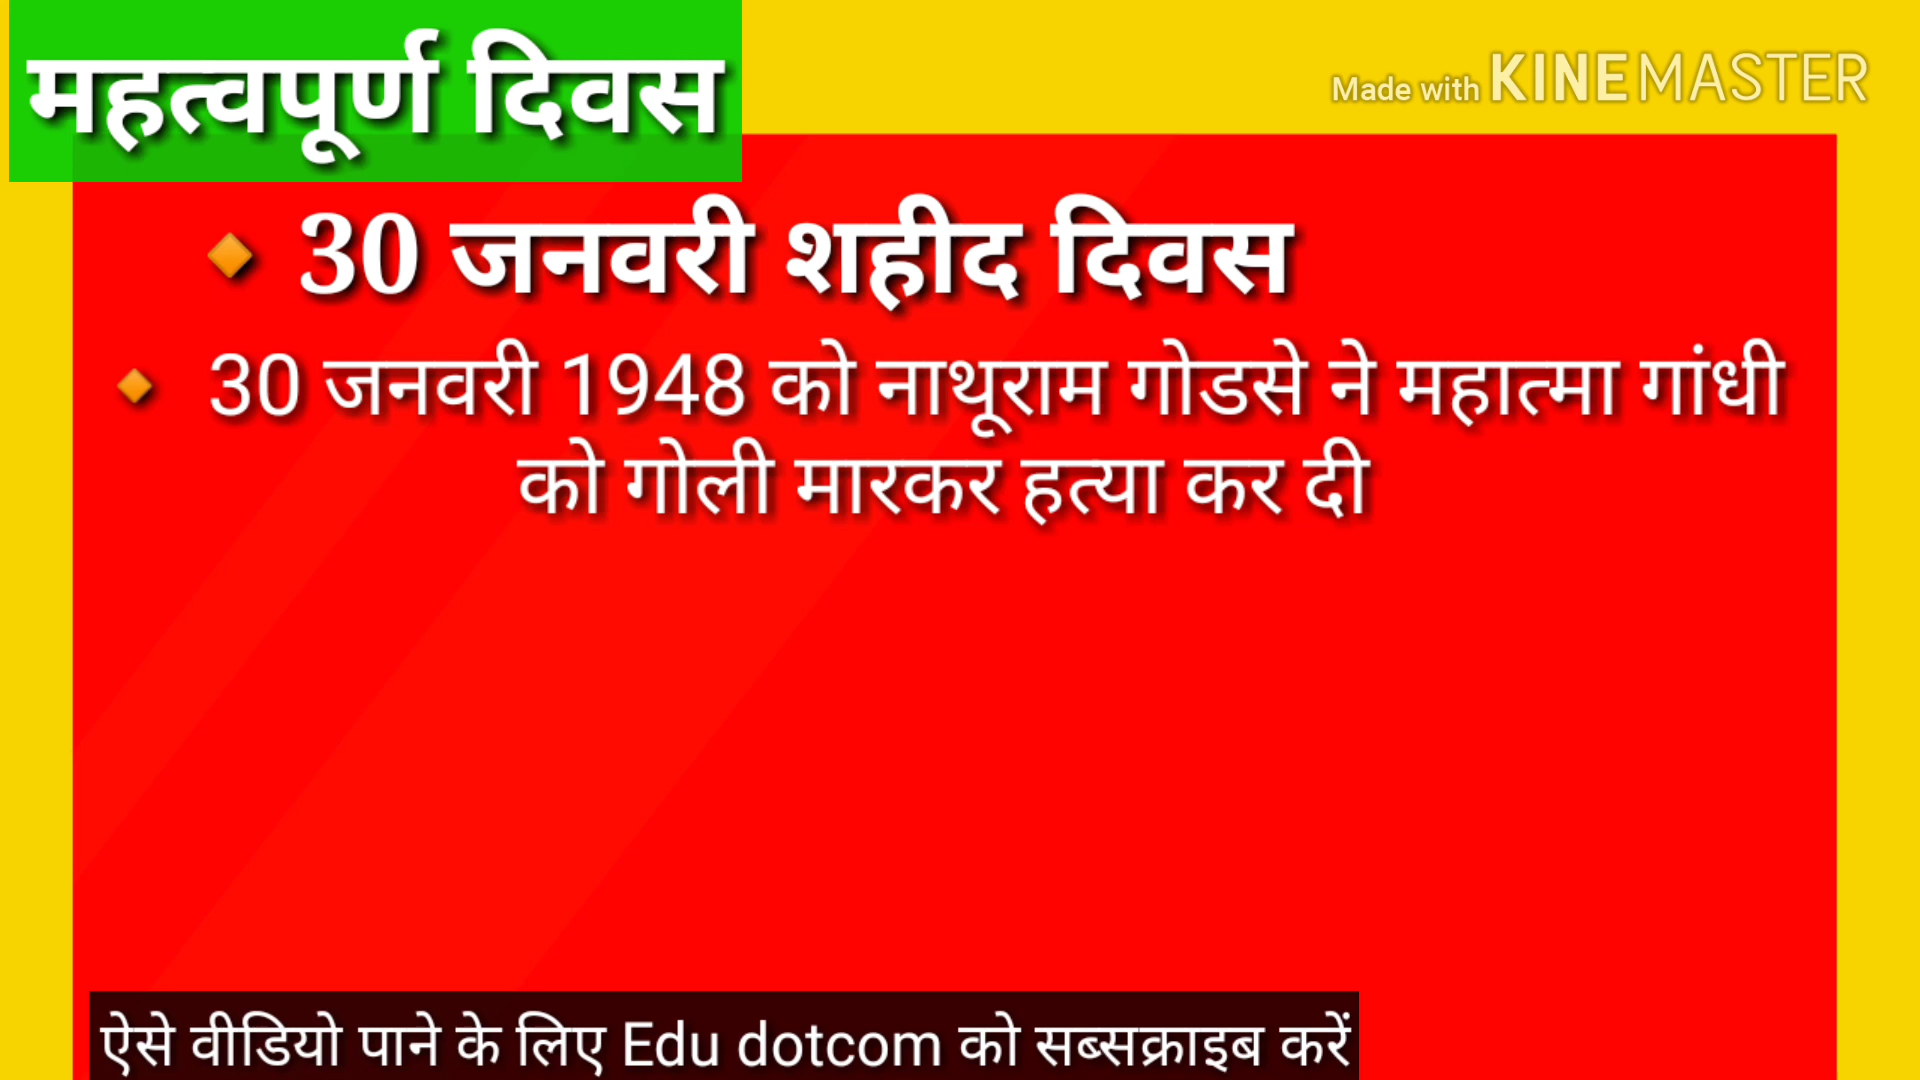 महत्वपूर्ण दिवस
Made with KINEMASTER
🔸 30 जनवरी शहीद दिवस
🔸 30 जनवरी 1948 को नाथूराम गोडसे ने महात्मा गांधी
को गोली मारकर हत्या कर दी
ऐसे वीडियो पाने के लिए Edu dotcom को सब्सक्राइब करें